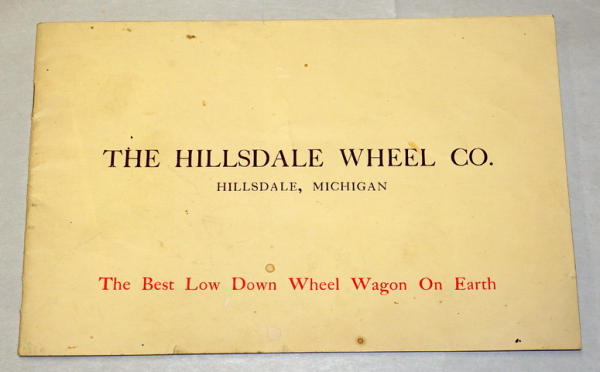 THE HILLSDALE WHEEL CO.
HILLSDALE, MICHIGAN
The Best Low Down Wheel Wagon On Earth